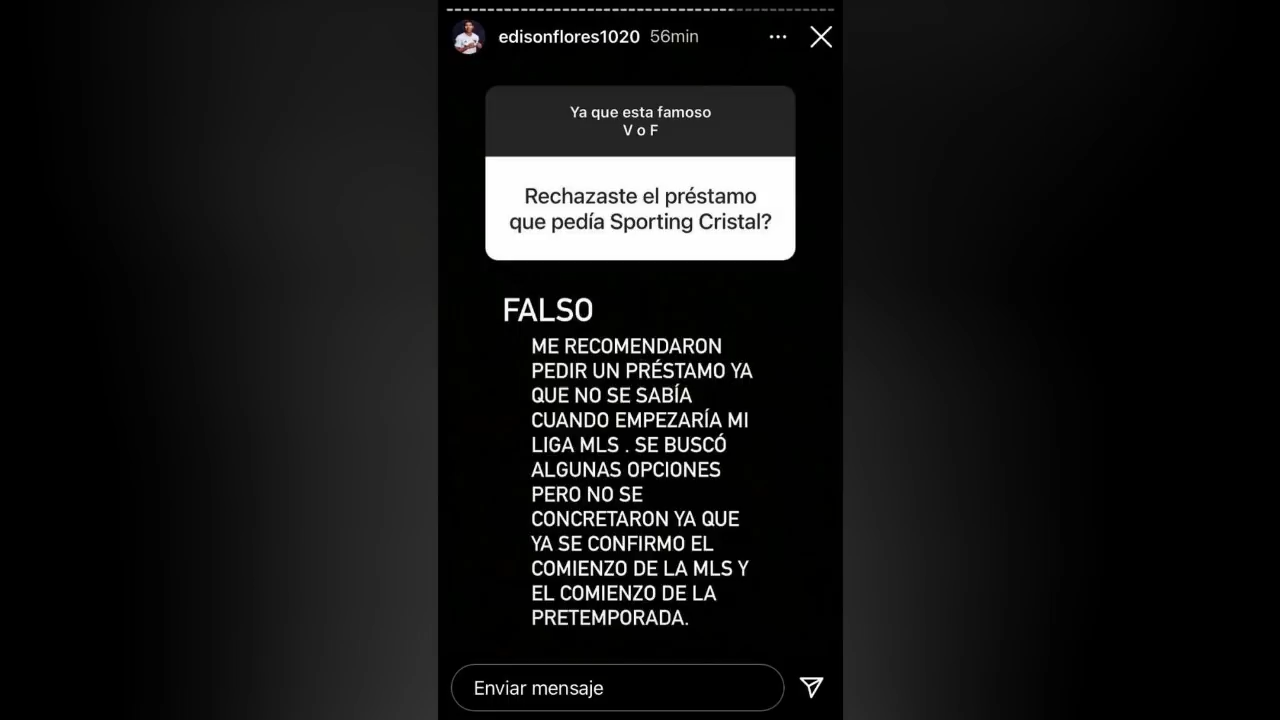 edisonflores1020 56min
Ya que esta famoso
V o F
Rechazaste el préstamo
que pedía Sporting Cristal?
FALSO
ME RECOMENDARON
PEDIR UN PRÉSTAMO YA
QUE NO SE SABÍA
CUANDO EMPEZARÍA MI
LIGA MLS . SE BUSCÓ
ALGUNAS OPCIONES
PERO NO SE
CONCRETARON YA QUE
YA SE CONFIRMO EL
COMIENZO DE LA MLS Y
EL COMIENZO DE LA
PRETEMPORADA.
Enviar mensaje